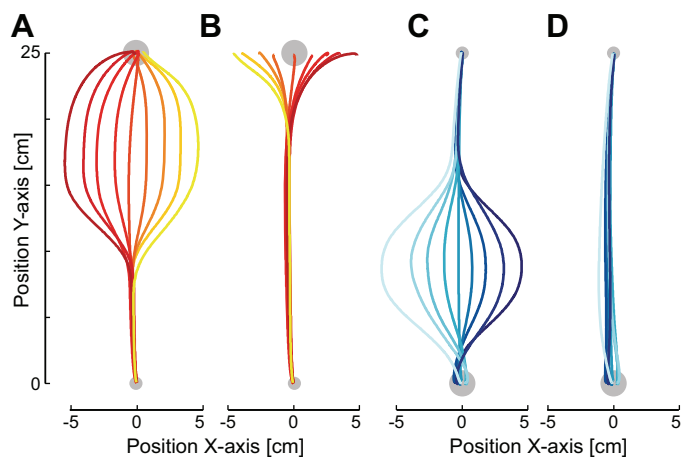 A B C D
25
Position Y-axis [cm]
0
-5 0 5 -5 0 5 -5 0 5 -5 0 5
Position X-axis [cm] Position X-axis [cm]